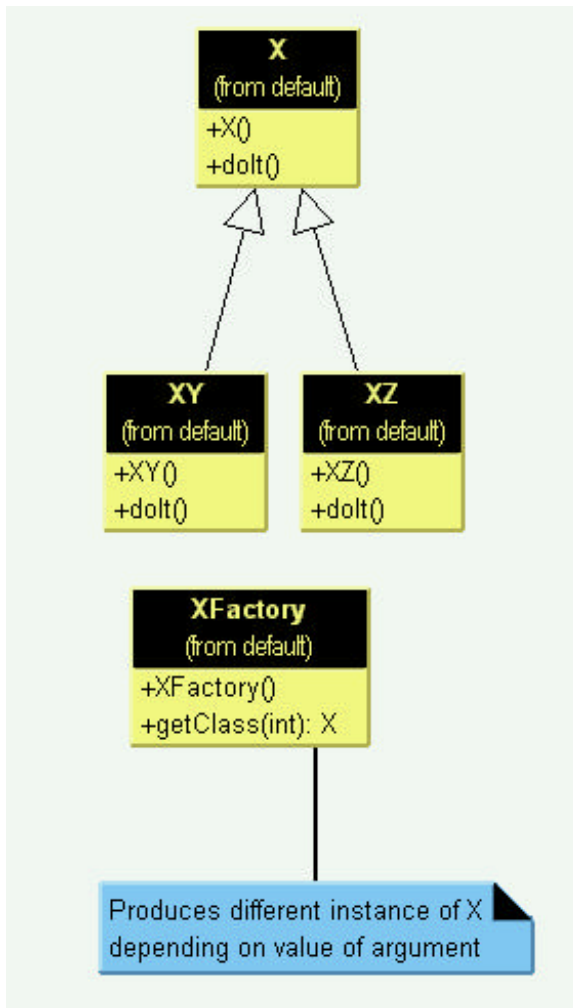 X
(from default)
+X()
+doIt()
XY
(from default)
+XY()
+doIt()
XZ
(from default)
+XZ()
+doIt()
XFactory
(from default)
+XFactory()
+getClass(int): X
Produces different instance of X
depending on value of argument